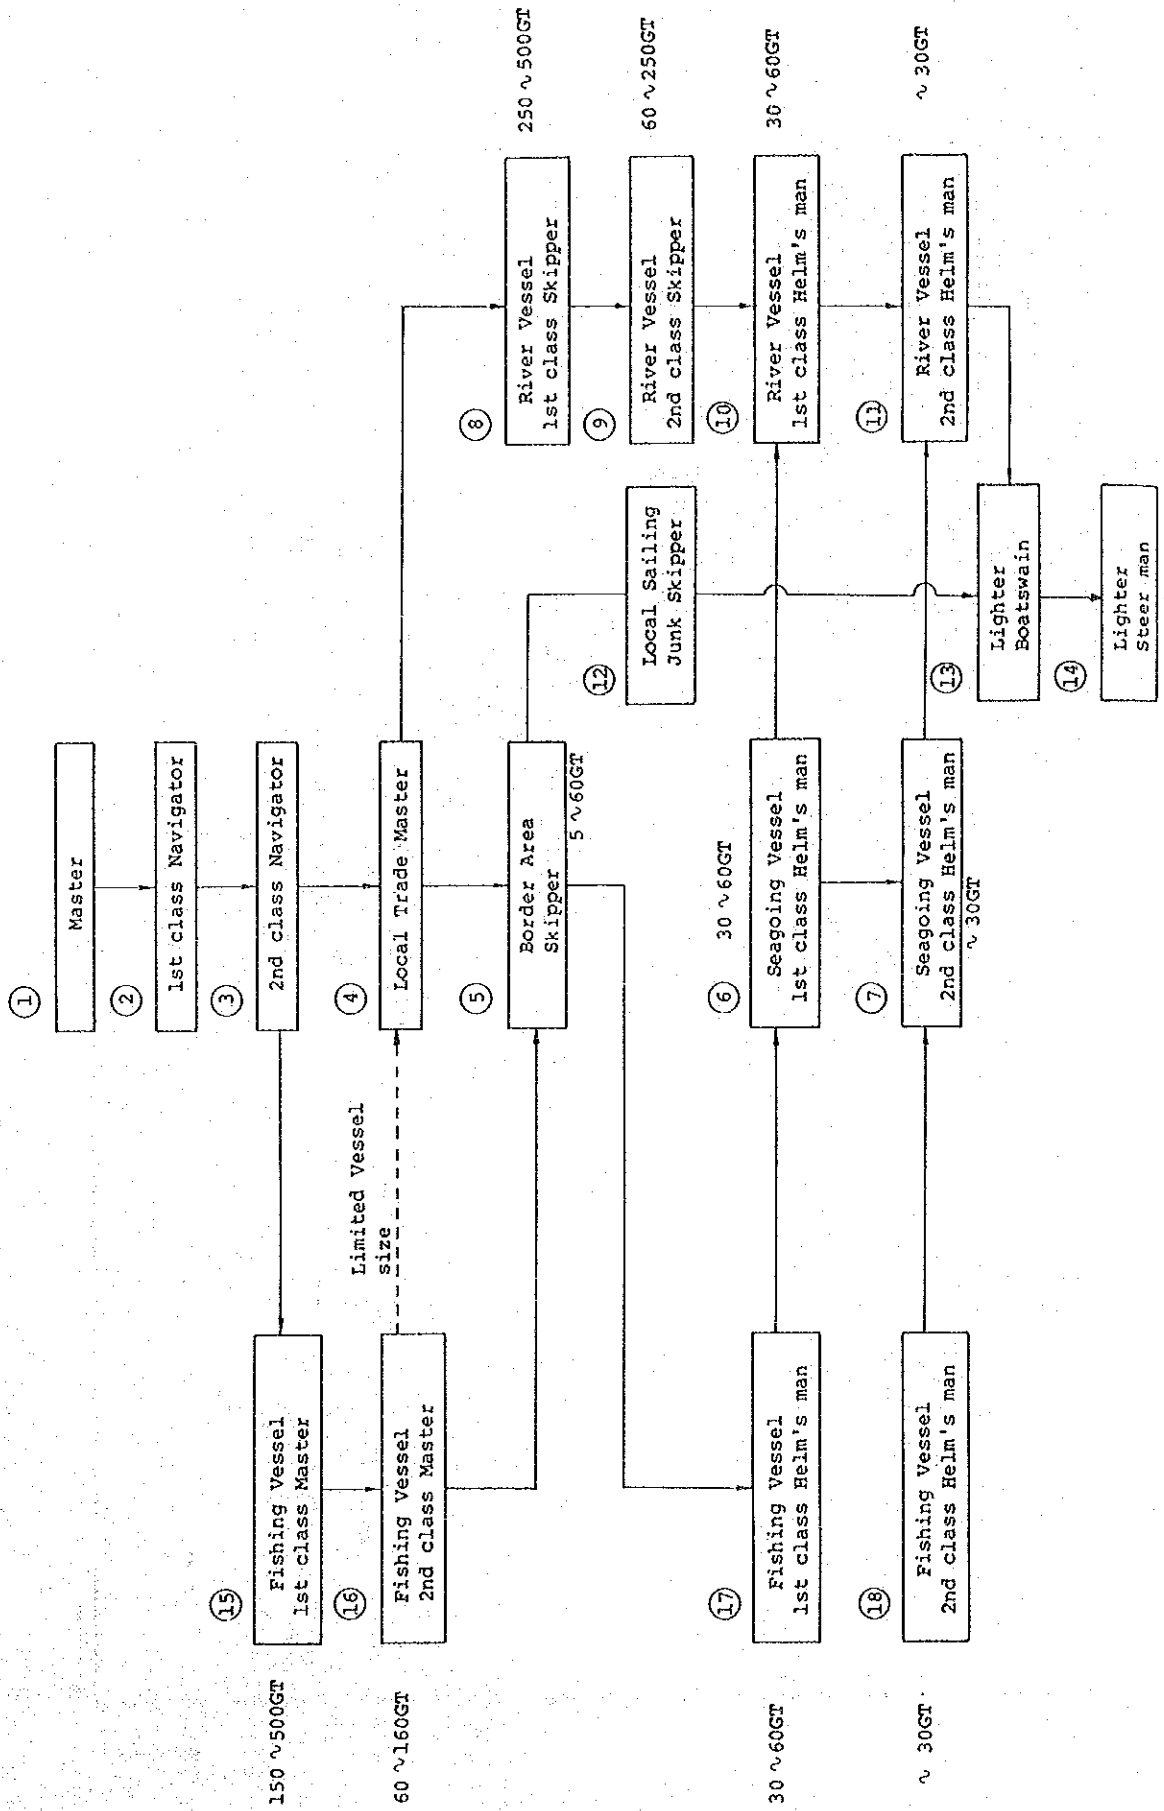 ①
Master
②
1st class Navigator
③
2nd class Navigator
④
Local Trade Master
⑤
Border Area
Skipper
5 ∿ 60GT
⑥
30 ∿ 60GT
Seagoing Vessel
1st class Helm's man
⑦
Seagoing Vessel
2nd class Helm's man
∿ 30GT
⑧
River Vessel
1st class Skipper
250 ∿ 500GT
⑨
River Vessel
2nd class Skipper
60 ∿ 250GT
⑩
River Vessel
1st class Helm's man
30 ∿ 60GT
⑪
River Vessel
2nd class Helm's man
∿ 30GT
⑫
Local Sailing
Junk Skipper
⑬
Lighter
Boatswain
⑭
Lighter
Steer man
150 ∿ 500GT
⑮
Fishing Vessel
1st class Master
60 ∿ 160GT
⑯
Fishing Vessel
2nd class Master
Limited Vessel
size
30 ∿ 60GT
⑰
Fishing Vessel
1st class Helm's man
∿ 30GT
⑱
Fishing Vessel
2nd class Helm's man